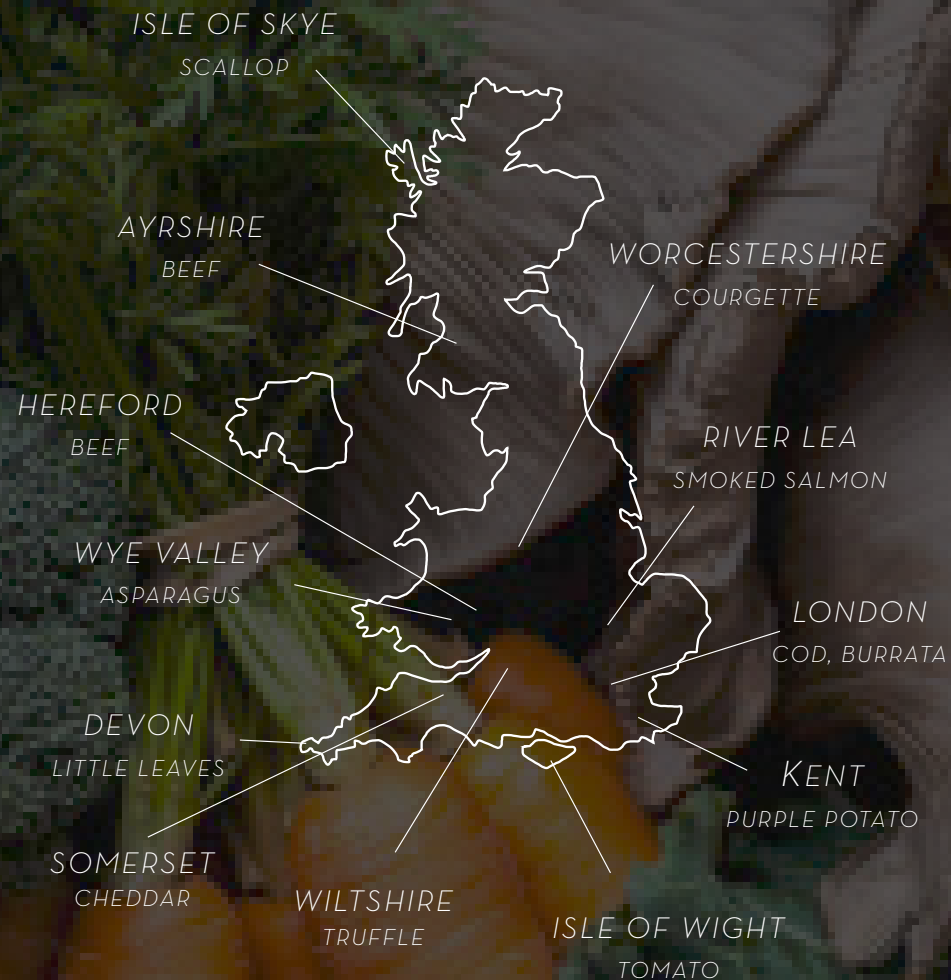 ISLE OF SKYE
SCALLOP
AYRSHIRE
BEEF
WORCESTERSHIRE
COURGETTE
HEREFORD
BEEF
RIVER LEA
SMOKED SALMON
WYE VALLEY
ASPARAGUS
LONDON
COD, BURRATA
DEVON
LITTLE LEAVES
KENT
PURPLE POTATO
SOMERSET
CHEDDAR
WILTSHIRE
TRUFFLE
ISLE OF WIGHT
TOMATO